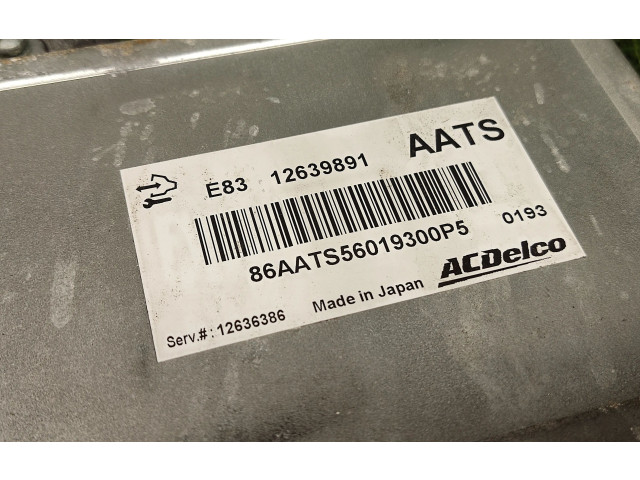 E83 12639891 AATS
86AATS56019300P5 0193
Serv.#: 12636386 Made in Japan ACDelco